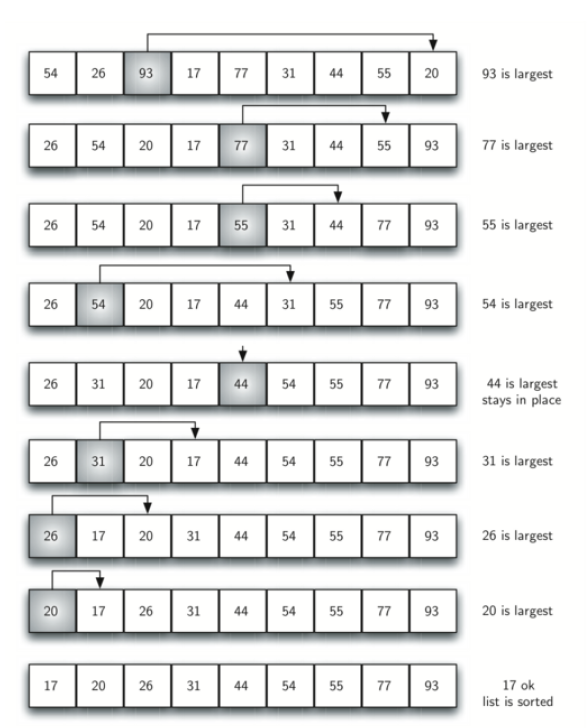 54 26 93 17 77 31 44 55 20 93 is largest
26 54 20 17 77 31 44 55 93 77 is largest
26 54 20 17 55 31 44 77 93 55 is largest
26 54 20 17 44 31 55 77 93 54 is largest
26 31 20 17 44 54 55 77 93 44 is largest
stays in place
26 31 20 17 44 54 55 77 93 31 is largest
26 17 20 31 44 54 55 77 93 26 is largest
20 17 26 31 44 54 55 77 93 20 is largest
17 20 26 31 44 54 55 77 93 17 ok
list is sorted